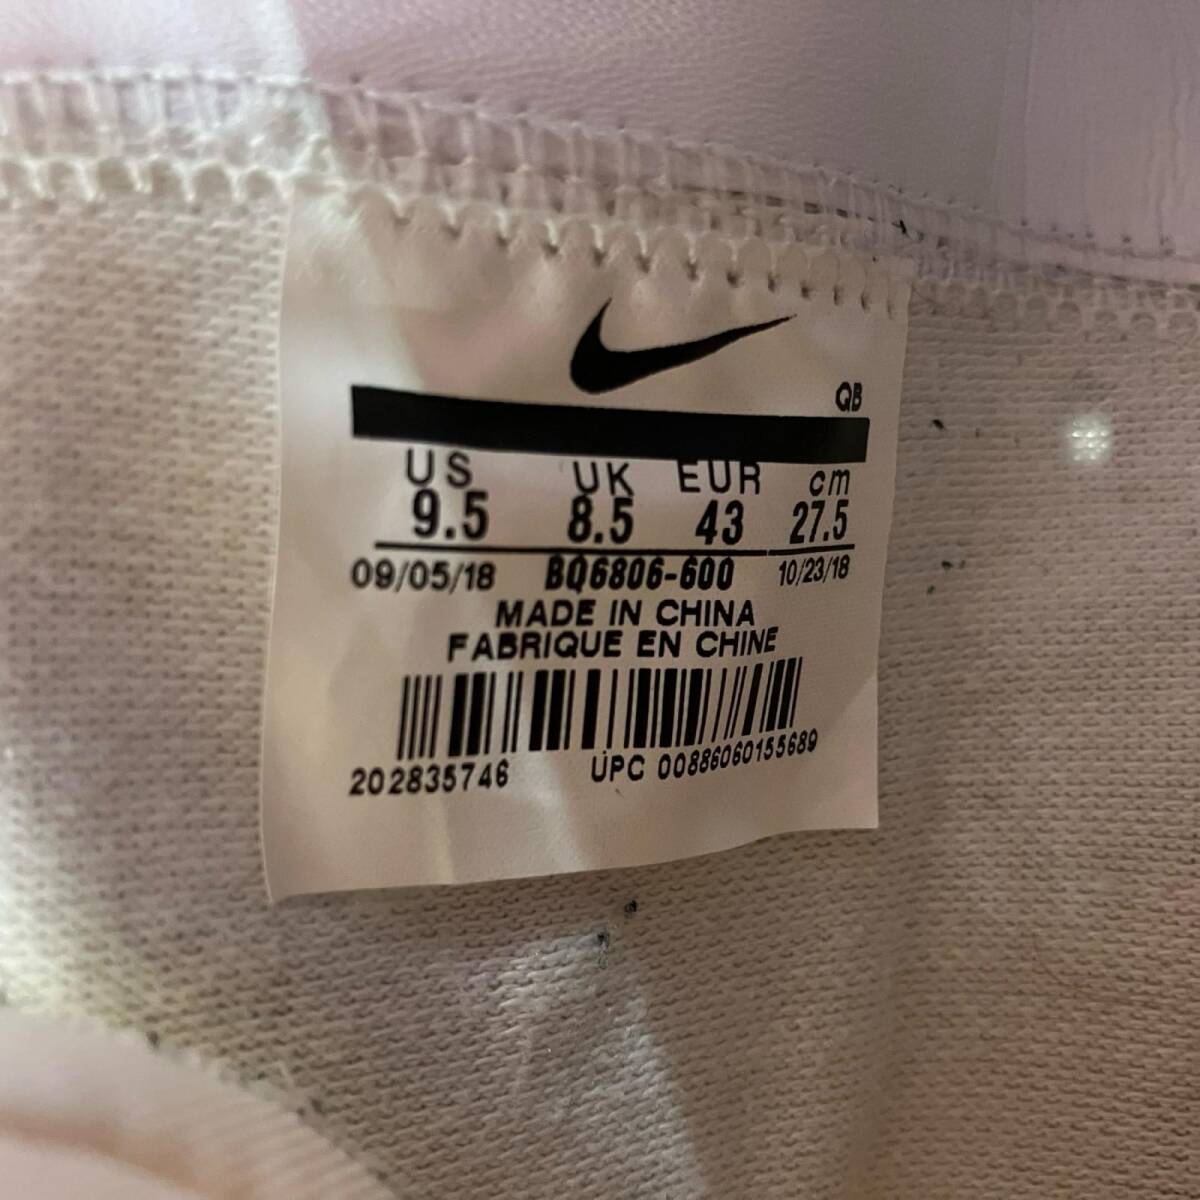 QB
US UK EUR cm
9.5 8.5 43 27.5
09/05/18 BQ6806-600 10/23/18
MADE IN CHINA
FABRIQUE EN CHINE
202835746 UPC 00886060155689